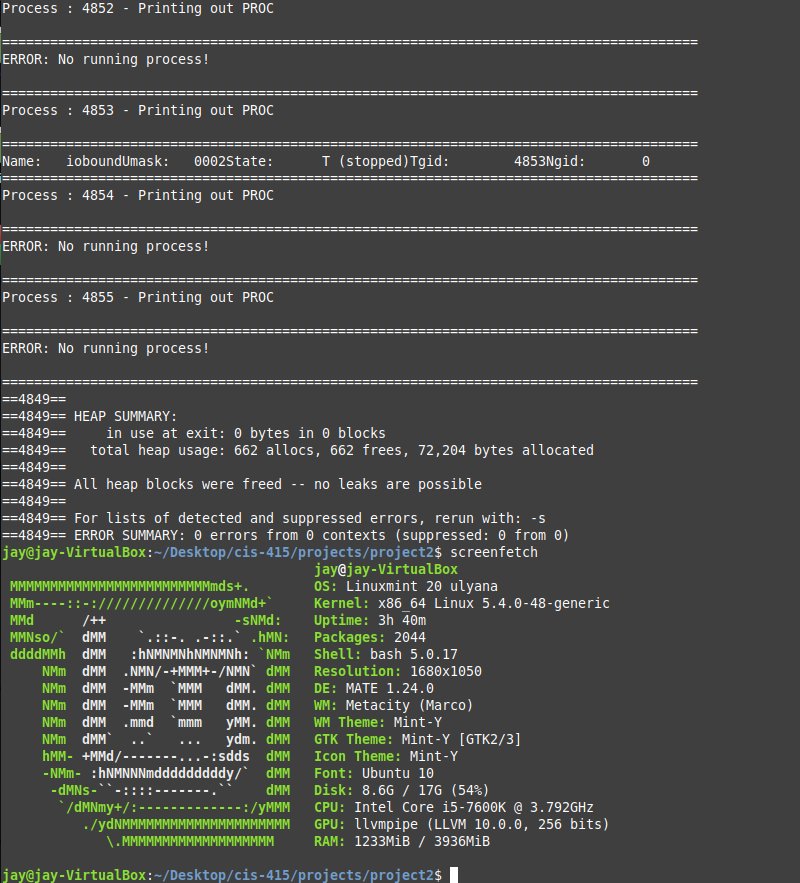 Process : 4852 - Printing out PROC
=======================================================================================
ERROR: No running process!
=======================================================================================
Process : 4853 - Printing out PROC
=======================================================================================
Name:   ioboundUmask:   0002State:      T (stopped)Tgid:        4853Ngid:       0
=======================================================================================
Process : 4854 - Printing out PROC
=======================================================================================
ERROR: No running process!
=======================================================================================
Process : 4855 - Printing out PROC
=======================================================================================
ERROR: No running process!
=======================================================================================
==4849==
==4849== HEAP SUMMARY:
==4849==     in use at exit: 0 bytes in 0 blocks
==4849==   total heap usage: 662 allocs, 662 frees, 72,204 bytes allocated
==4849==
==4849== All heap blocks were freed -- no leaks are possible
==4849==
==4849== For lists of detected and suppressed errors, rerun with: -s
==4849== ERROR SUMMARY: 0 errors from 0 contexts (suppressed: 0 from 0)
jay@jay-VirtualBox:~/Desktop/cis-415/projects/project2$ screenfetch
                                       jay@jay-VirtualBox
 MMMMMMMMMMMMMMMMMMMMMMMMMmds+.        OS: Linuxmint 20 ulyana
 MMm----::-://////////////oymNMd+`     Kernel: x86_64 Linux 5.4.0-48-generic
 MMd      /++                -sNMd:    Uptime: 3h 40m
 MMNso/`  dMM    `.::-. .-::.` .hMN:   Packages: 2044
 ddddMMh  dMM   :hNMNMNhNMNMNh: `NMm   Shell: bash 5.0.17
     NMm  dMM  .NMN/-+MMM+-/NMN` dMM   Resolution: 1680x1050
     NMm  dMM  -MMm  `MMM   dMM. dMM   DE: MATE 1.24.0
     NMm  dMM  -MMm  `MMM   dMM. dMM   WM: Metacity (Marco)
     NMm  dMM  .mmd  `mmm   yMM. dMM   WM Theme: Mint-Y
     NMm  dMM`  ..`   ...   ydm. dMM   GTK Theme: Mint-Y [GTK2/3]
     hMM- +MMd/-------...-:sdds  dMM   Icon Theme: Mint-Y
     -NMm- :hNMNNNmdddddddddy/`  dMM   Font: Ubuntu 10
      -dMNs-``-::::-------.``    dMM   Disk: 8.6G / 17G (54%)
       `/dMNmy+/:-------------:/yMMM   CPU: Intel Core i5-7600K @ 3.792GHz
          ./ydNMMMMMMMMMMMMMMMMMMMMM   GPU: llvmpipe (LLVM 10.0.0, 256 bits)
             \.MMMMMMMMMMMMMMMMMMM     RAM: 1233MiB / 3936MiB
jay@jay-VirtualBox:~/Desktop/cis-415/projects/project2$